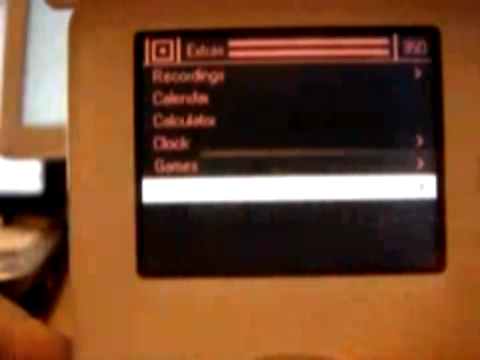 Extras
Recordings
Calendar
Calculator
Clock
Games